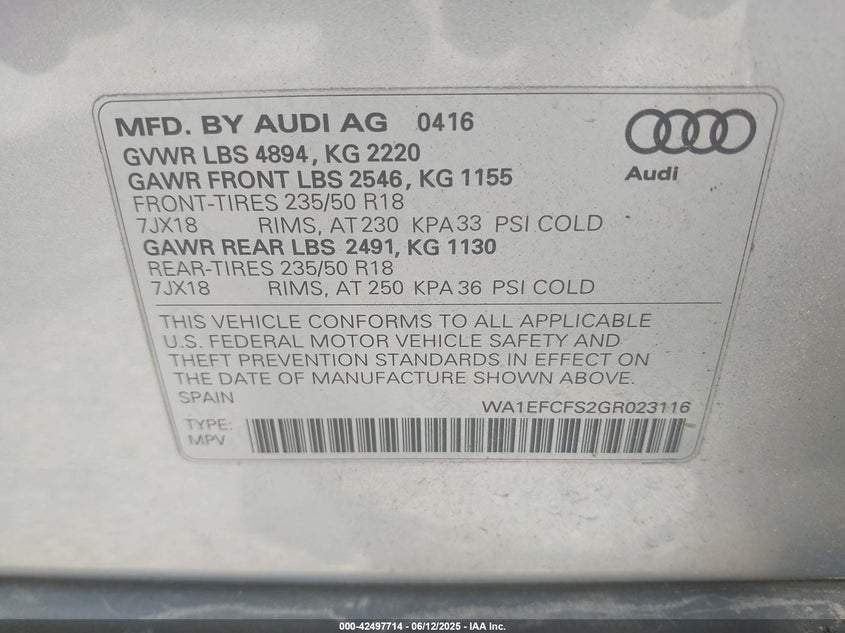 MFD. BY AUDI AG 0416
Audi
GVWR LBS 4894, KG 2220
GAWR FRONT LBS 2546, KG 1155
FRONT-TIRES 235/50 R18
7JX18 RIMS, AT 230 KPA 33 PSI COLD
GAWR REAR LBS 2491, KG 1130
REAR-TIRES 235/50 R18
7JX18 RIMS, AT 250 KPA 36 PSI COLD
THIS VEHICLE CONFORMS TO ALL APPLICABLE
U.S. FEDERAL MOTOR VEHICLE SAFETY AND
THEFT PREVENTION STANDARDS IN EFFECT ON
THE DATE OF MANUFACTURE SHOWN ABOVE.
SPAIN WA1EFCFS2GR023116
TYPE:
MPV
000-42497714 - 06/12/2025 - IAA Inc.